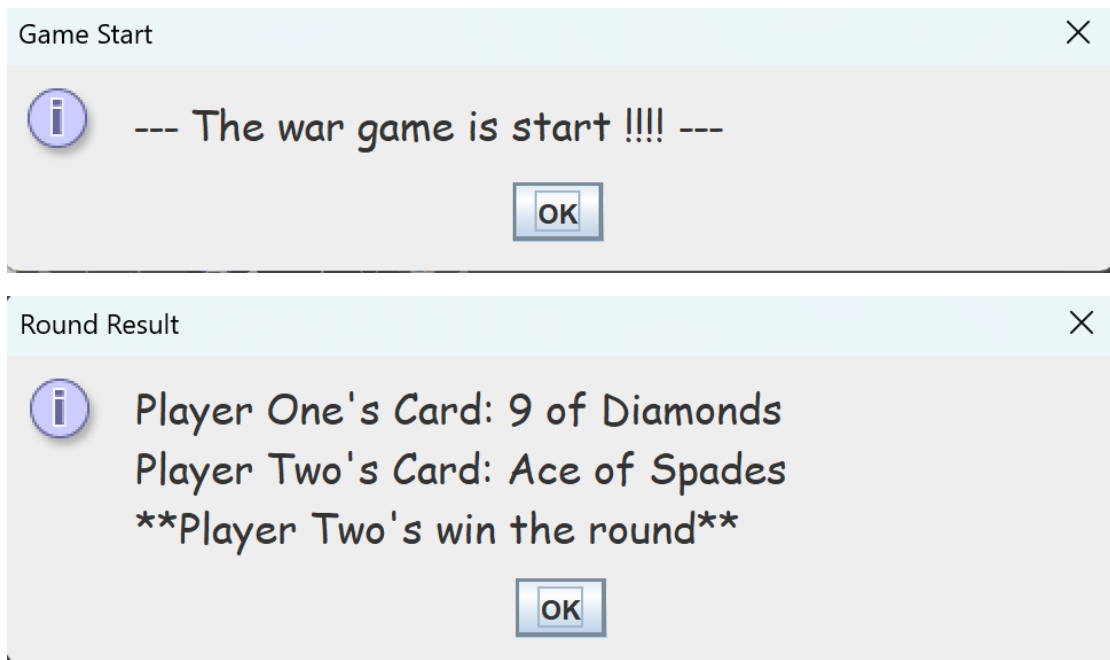 Game Start
--- The war game is start !!!! ---
OK
Round Result
Player One's Card: 9 of Diamonds
Player Two's Card: Ace of Spades
**Player Two's win the round**
OK